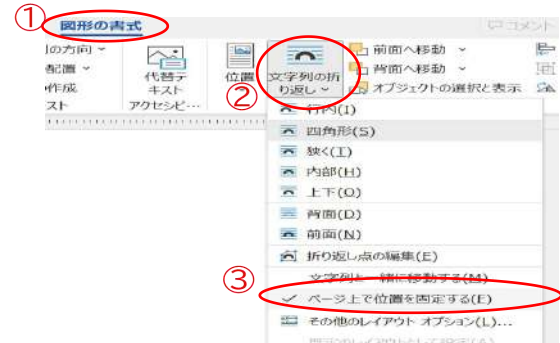 ①
図形の書式
コメント
の方向
前面へ移動
配置
代替テ
位置
文字列の折
背面へ移動
作成
キスト
②
り返し
オブジェクトの選択と表示
スト
アクセシビ…
行内(I)
四角形(S)
狭く(T)
内部(H)
上下(O)
背面(D)
前面(N)
折り返し点の編集(E)
文字列と一緒に移動する(M)
③
✓ ページ上で位置を固定する(F)
その他のレイアウト オプション(L)...